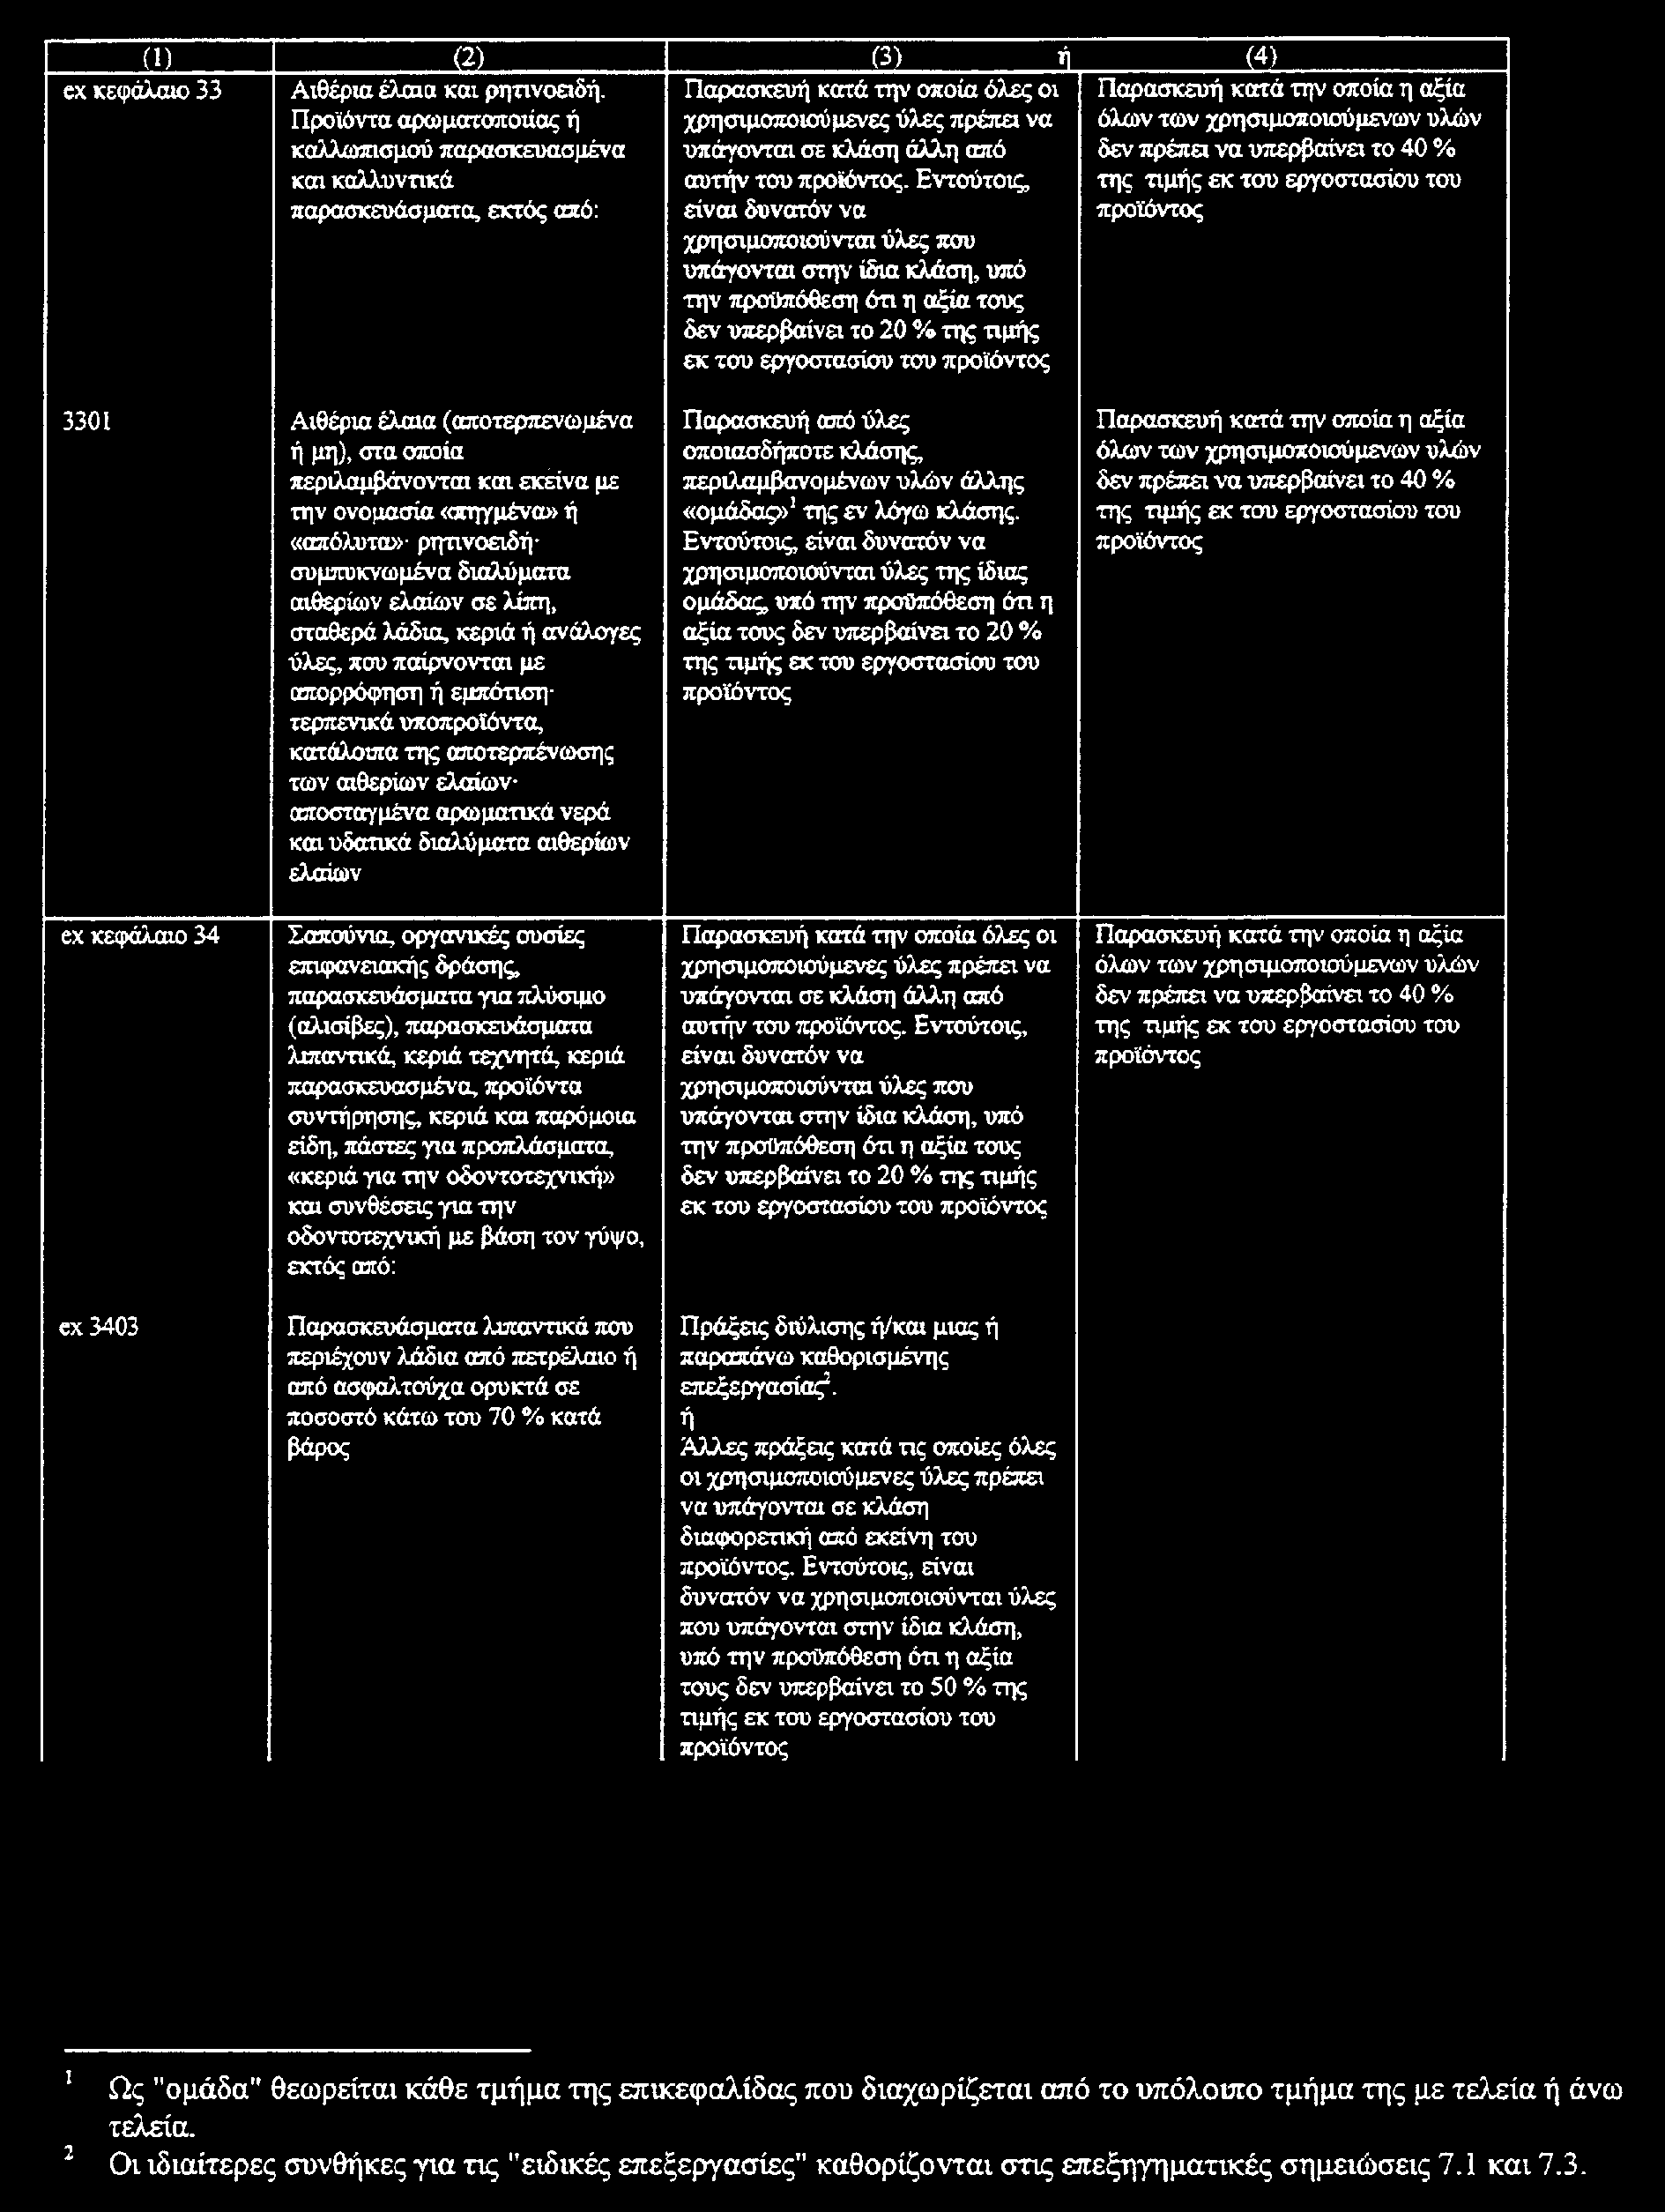 (1) (2) (3) ή (4)
ex κεφάλαιο 33
Αιθέρια έλαια και ρητινοειδή.
Προϊόντα αρωματοποιίας ή
καλλωπισμού παρασκευασμένα
και καλλυντικά
παρασκευάσματα, εκτός από:
Παρασκευή κατά την οποία όλες οι
χρησιμοποιούμενες ύλες πρέπει να
υπάγονται σε κλάση άλλη από
αυτήν του προϊόντος. Εντούτοις,
είναι δυνατόν να
χρησιμοποιούνται ύλες που
υπάγονται στην ίδια κλάση, υπό
την προϋπόθεση ότι η αξία τους
δεν υπερβαίνει το 20 % της τιμής
εκ του εργοστασίου του προϊόντος
Παρασκευή κατά την οποία η αξία
όλων των χρησιμοποιούμενων υλών
δεν πρέπει να υπερβαίνει το 40 %
της τιμής εκ του εργοστασίου του
προϊόντος
3301
Αιθέρια έλαια (αποτερπενωμένα
ή μη), στα οποία
περιλαμβάνονται και εκείνα με
την ονομασία «πηγμένα» ή
«απόλυτα»· ρητινοειδή·
συμπυκνωμένα διαλύματα
αιθερίων ελαίων σε λίπη,
σταθερά λάδια, κεριά ή ανάλογες
ύλες, που παίρνονται με
απορρόφηση ή εμπότιση·
τερπενικά υποπροϊόντα,
κατάλοιπα της αποτερπένωσης
των αιθερίων ελαίων·
αποσταγμένα αρωματικά νερά
και υδατικά διαλύματα αιθερίων
ελαίων
Παρασκευή από ύλες
οποιασδήποτε κλάσης,
περιλαμβανομένων υλών άλλης
«ομάδας»¹ της εν λόγω κλάσης.
Εντούτοις, είναι δυνατόν να
χρησιμοποιούνται ύλες της ίδιας
ομάδας, υπό την προϋπόθεση ότι η
αξία τους δεν υπερβαίνει το 20 %
της τιμής εκ του εργοστασίου του
προϊόντος
Παρασκευή κατά την οποία η αξία
όλων των χρησιμοποιούμενων υλών
δεν πρέπει να υπερβαίνει το 40 %
της τιμής εκ του εργοστασίου του
προϊόντος
ex κεφάλαιο 34
Σαπούνια, οργανικές ουσίες
επιφανειακής δράσης,
παρασκευάσματα για πλύσιμο
(αλισίβες), παρασκευάσματα
λιπαντικά, κεριά τεχνητά, κεριά
παρασκευασμένα, προϊόντα
συντήρησης, κεριά και παρόμοια
είδη, πάστες για προπλάσματα,
«κεριά για την οδοντοτεχνική»
και συνθέσεις για την
οδοντοτεχνική με βάση τον γύψο,
εκτός από:
Παρασκευή κατά την οποία όλες οι
χρησιμοποιούμενες ύλες πρέπει να
υπάγονται σε κλάση άλλη από
αυτήν του προϊόντος. Εντούτοις,
είναι δυνατόν να
χρησιμοποιούνται ύλες που
υπάγονται στην ίδια κλάση, υπό
την προϋπόθεση ότι η αξία τους
δεν υπερβαίνει το 20 % της τιμής
εκ του εργοστασίου του προϊόντος
Παρασκευή κατά την οποία η αξία
όλων των χρησιμοποιούμενων υλών
δεν πρέπει να υπερβαίνει το 40 %
της τιμής εκ του εργοστασίου του
προϊόντος
ex 3403
Παρασκευάσματα λιπαντικά που
περιέχουν λάδια από πετρέλαιο ή
από ασφαλτούχα ορυκτά σε
ποσοστό κάτω του 70 % κατά
βάρος
Πράξεις διύλισης ή/και μιας ή
παραπάνω καθορισμένης
επεξεργασίας².
ή
Άλλες πράξεις κατά τις οποίες όλες
οι χρησιμοποιούμενες ύλες πρέπει
να υπάγονται σε κλάση
διαφορετική από εκείνη του
προϊόντος. Εντούτοις, είναι
δυνατόν να χρησιμοποιούνται ύλες
που υπάγονται στην ίδια κλάση,
υπό την προϋπόθεση ότι η αξία
τους δεν υπερβαίνει το 50 % της
τιμής εκ του εργοστασίου του
προϊόντος
¹ Ως "ομάδα" θεωρείται κάθε τμήμα της επικεφαλίδας που διαχωρίζεται από το υπόλοιπο τμήμα της με τελεία ή άνω
τελεία.
² Οι ιδιαίτερες συνθήκες για τις "ειδικές επεξεργασίες" καθορίζονται στις επεξηγηματικές σημειώσεις 7.1 και 7.3.